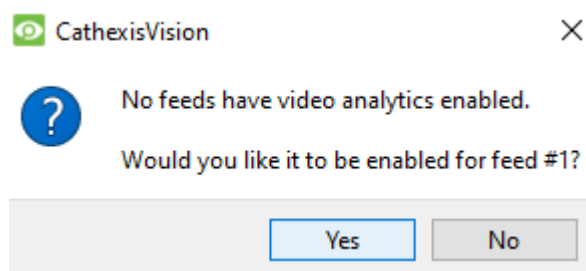 CathexisVision
No feeds have video analytics enabled.
Would you like it to be enabled for feed #1?
Yes
No